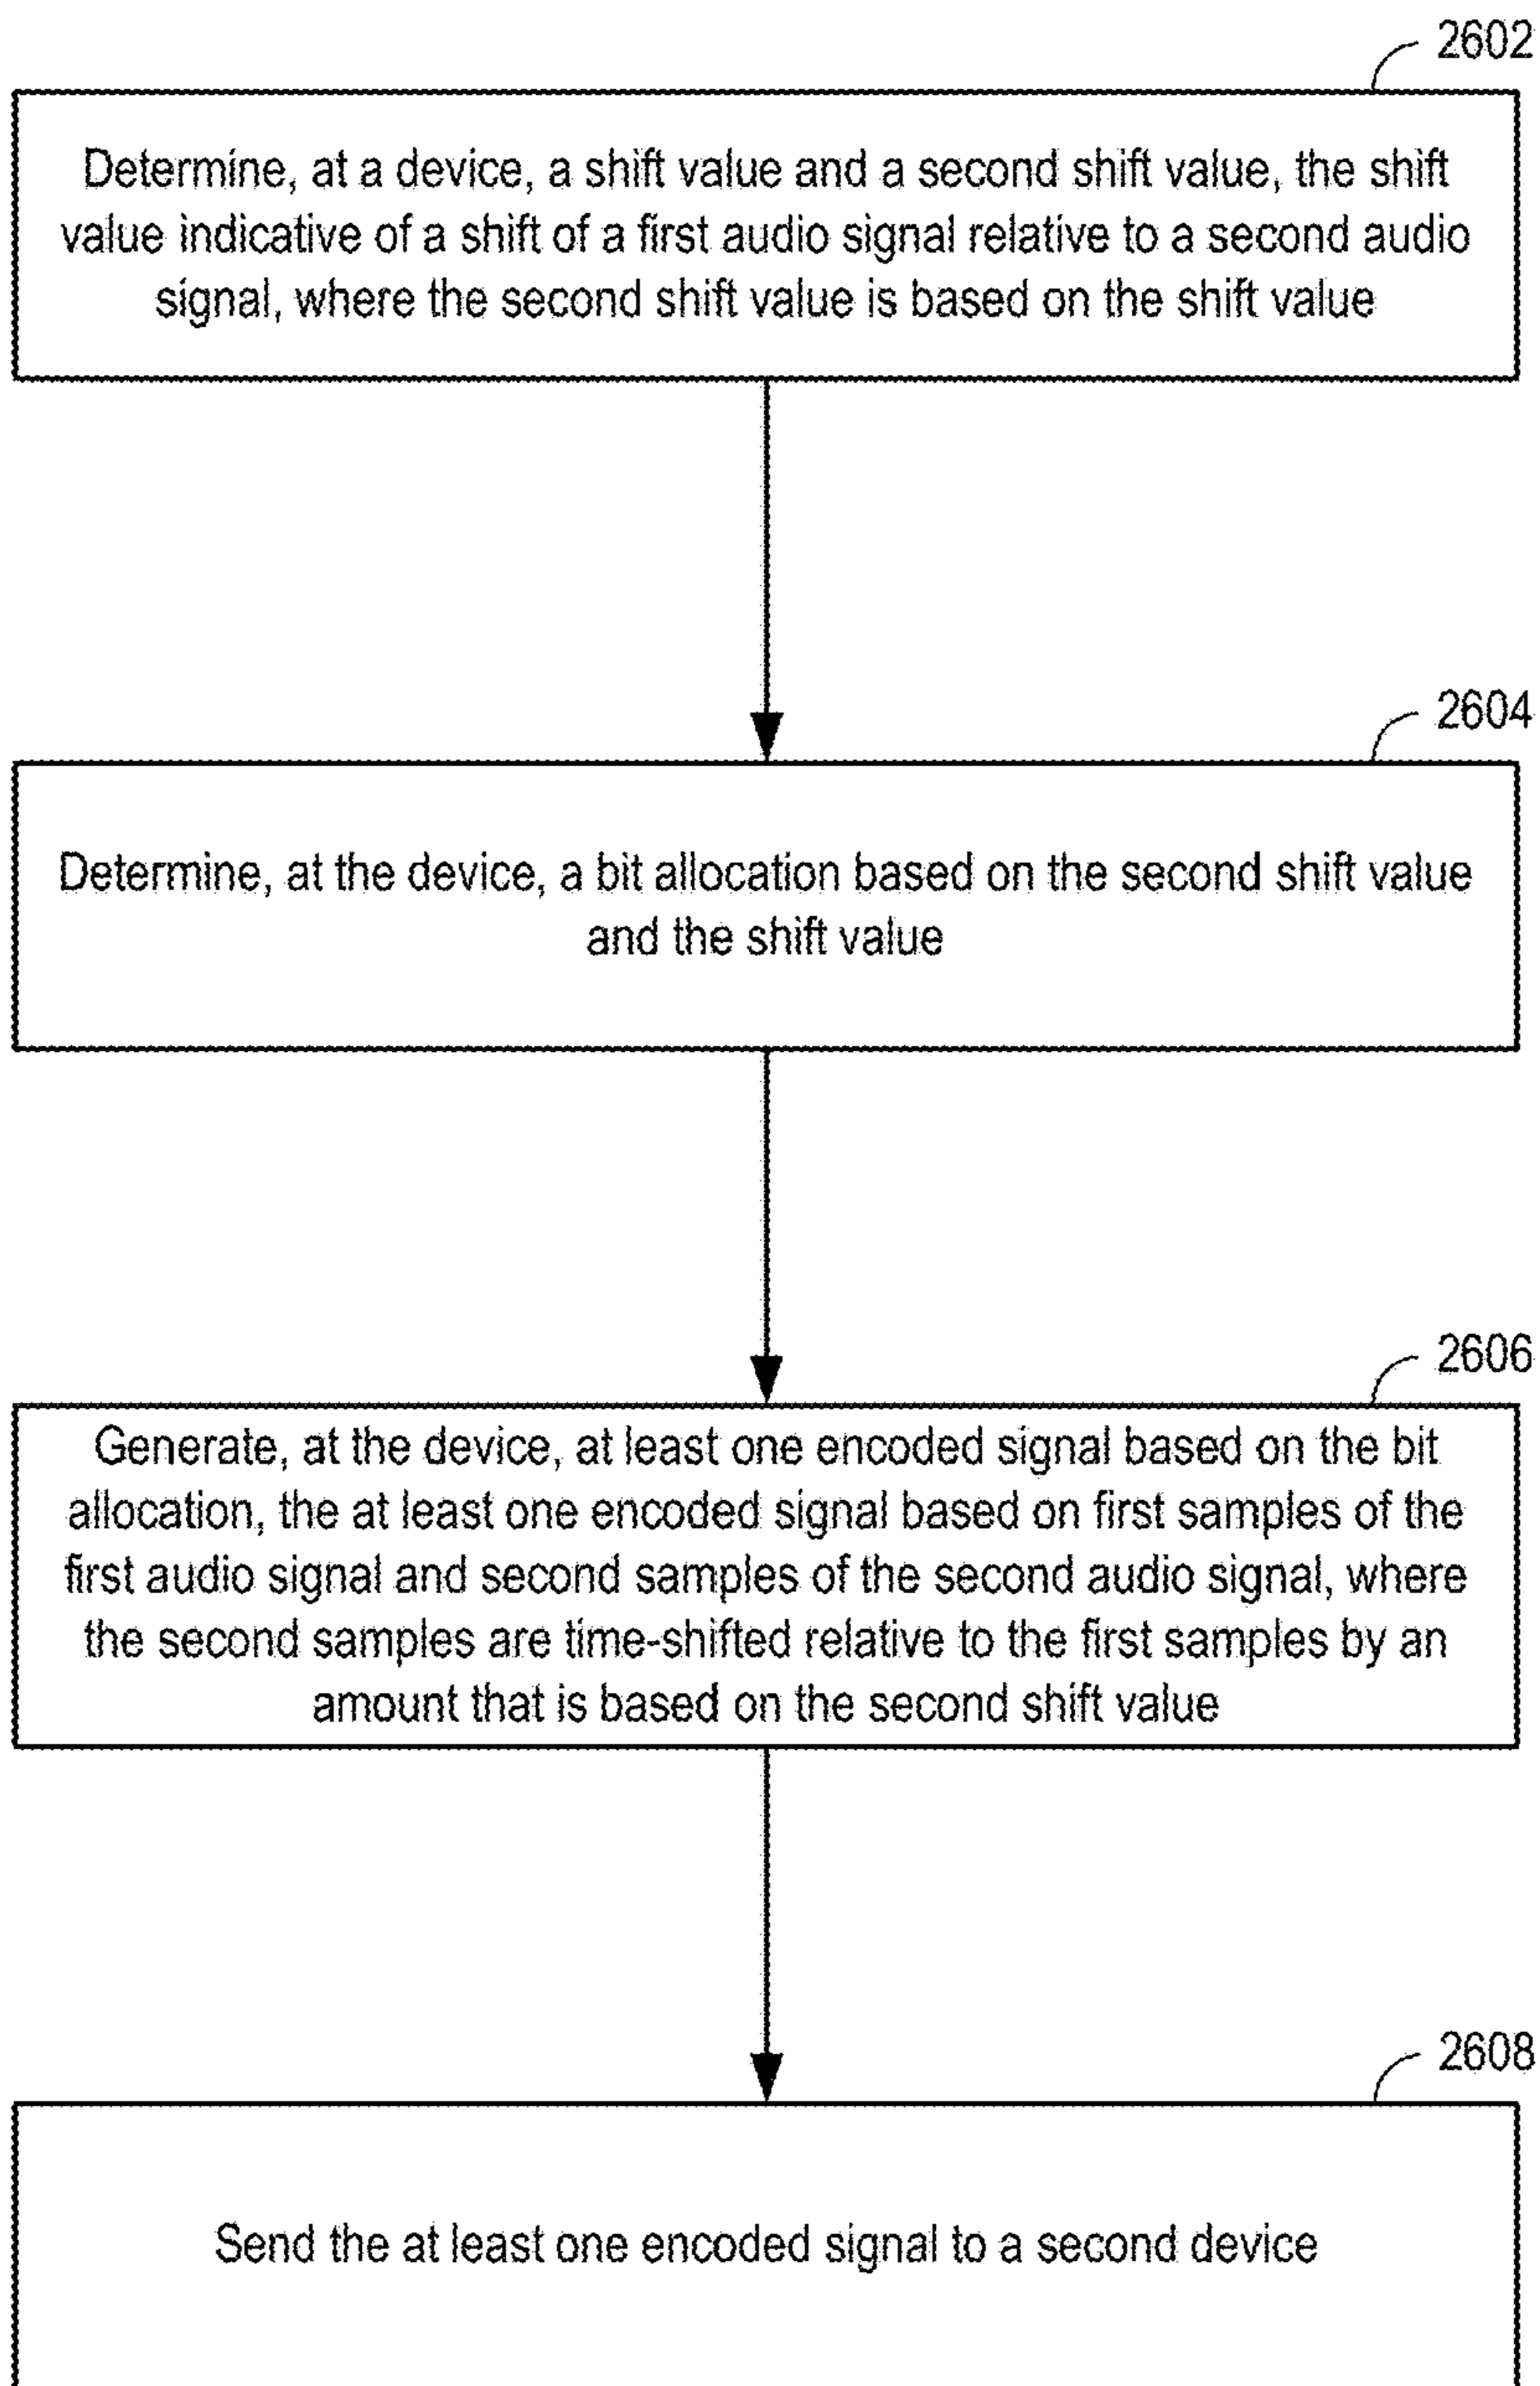 2602
Determine, at a device, a shift value and a second shift value, the shift
value indicative of a shift of a first audio signal relative to a second audio
signal, where the second shift value is based on the shift value
2604
Determine, at the device, a bit allocation based on the second shift value
and the shift value
2606
Generate, at the device, at least one encoded signal based on the bit
allocation, the at least one encoded signal based on first samples of the
first audio signal and second samples of the second audio signal, where
the second samples are time-shifted relative to the first samples by an
amount that is based on the second shift value
2608
Send the at least one encoded signal to a second device